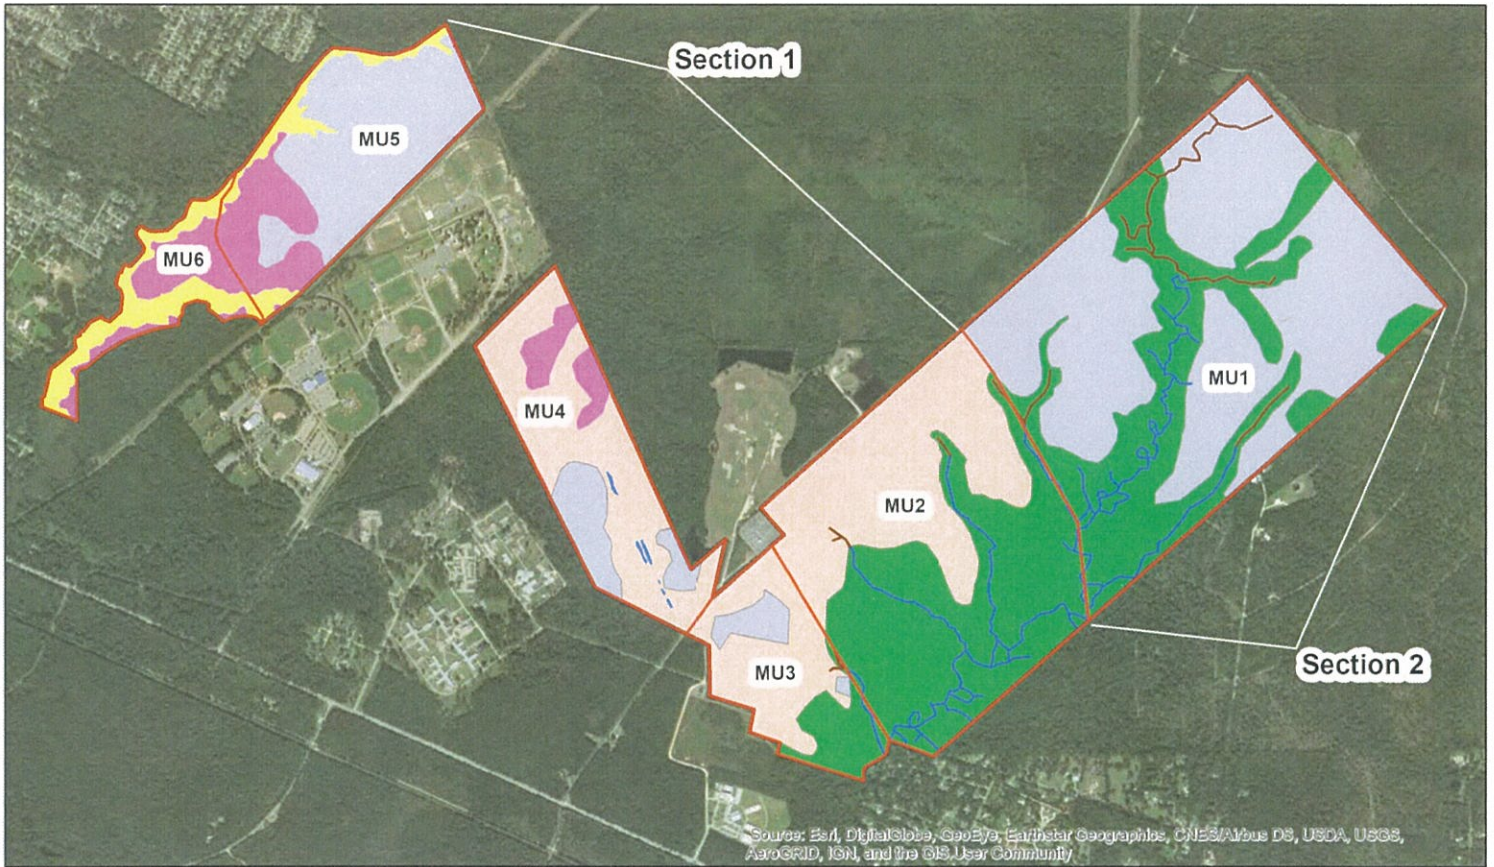 Section 1
MU5
MU6
MU1
MU4
MU2
MU3
Section 2
Source: Esri, DigitalGlobe, GeoEye, Earthstar Geographics, CNES/Airbus DS, USDA, USGS,
AeroGRID, IGN, and the GIS User Community